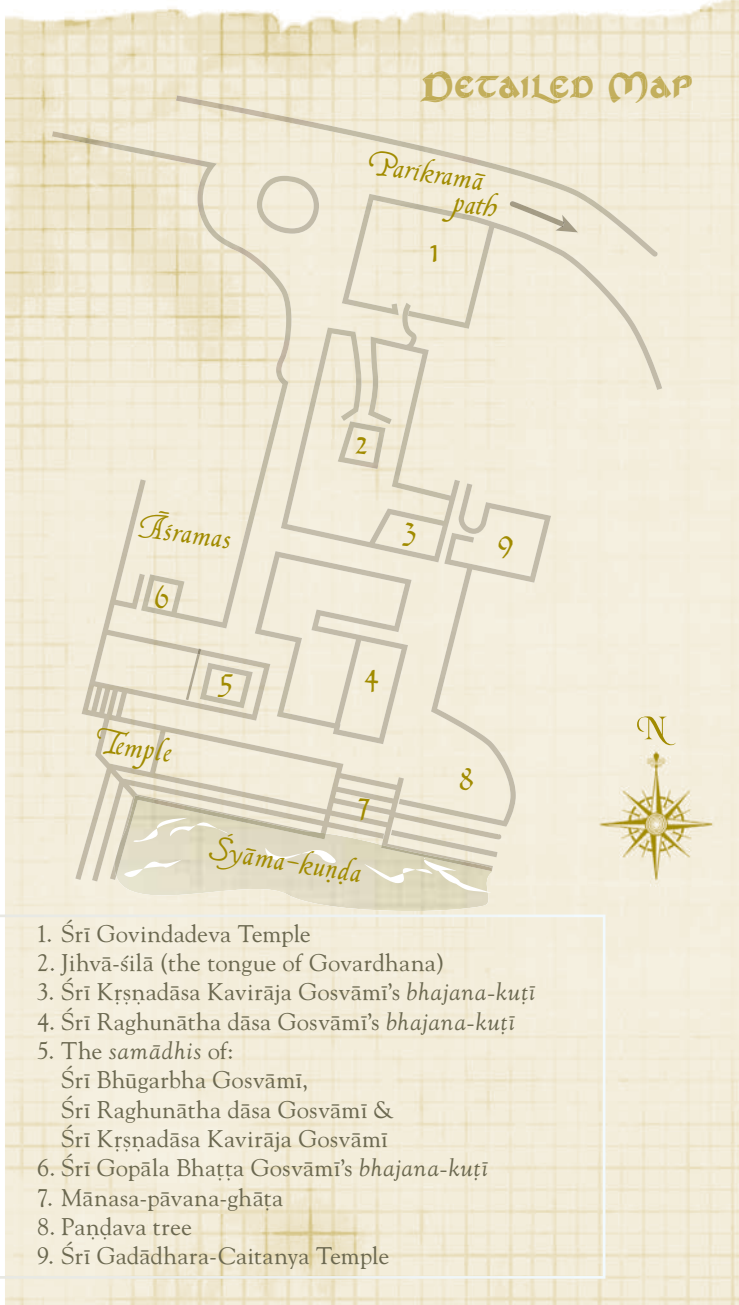 Detailed Map
Parikramā
path
1
2
Āśramas
3
9
6
5
4
N
Temple
8
7
Śyāma-kuṇḍa
1. Śrī Govindadeva Temple
2. Jihvā-śilā (the tongue of Govardhana)
3. Śrī Kṛṣṇadāsa Kavirāja Gosvāmī's bhajana-kuṭī
4. Śrī Raghunātha dāsa Gosvāmī's bhajana-kuṭī
5. The samādhis of:
Śrī Bhūgarbha Gosvāmī,
Śrī Raghunātha dāsa Gosvāmī &
Śrī Kṛṣṇadāsa Kavirāja Gosvāmī
6. Śrī Gopāla Bhaṭṭa Gosvāmī's bhajana-kuṭī
7. Mānasa-pāvana-ghāṭa
8. Paṇḍava tree
9. Śrī Gadādhara-Caitanya Temple